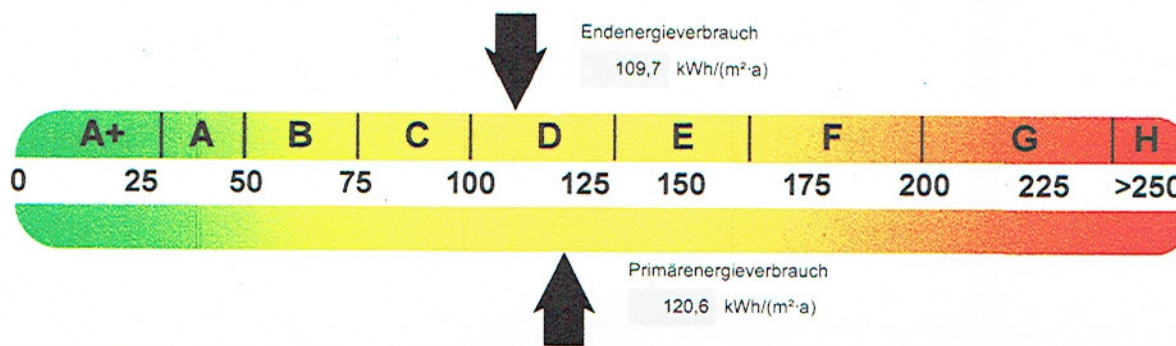 Endenergieverbrauch
109,7 kWh/(m²·a)
A+ A B C D E F G H
0 25 50 75 100 125 150 175 200 225 >250
Primärenergieverbrauch
120,6 kWh/(m²·a)